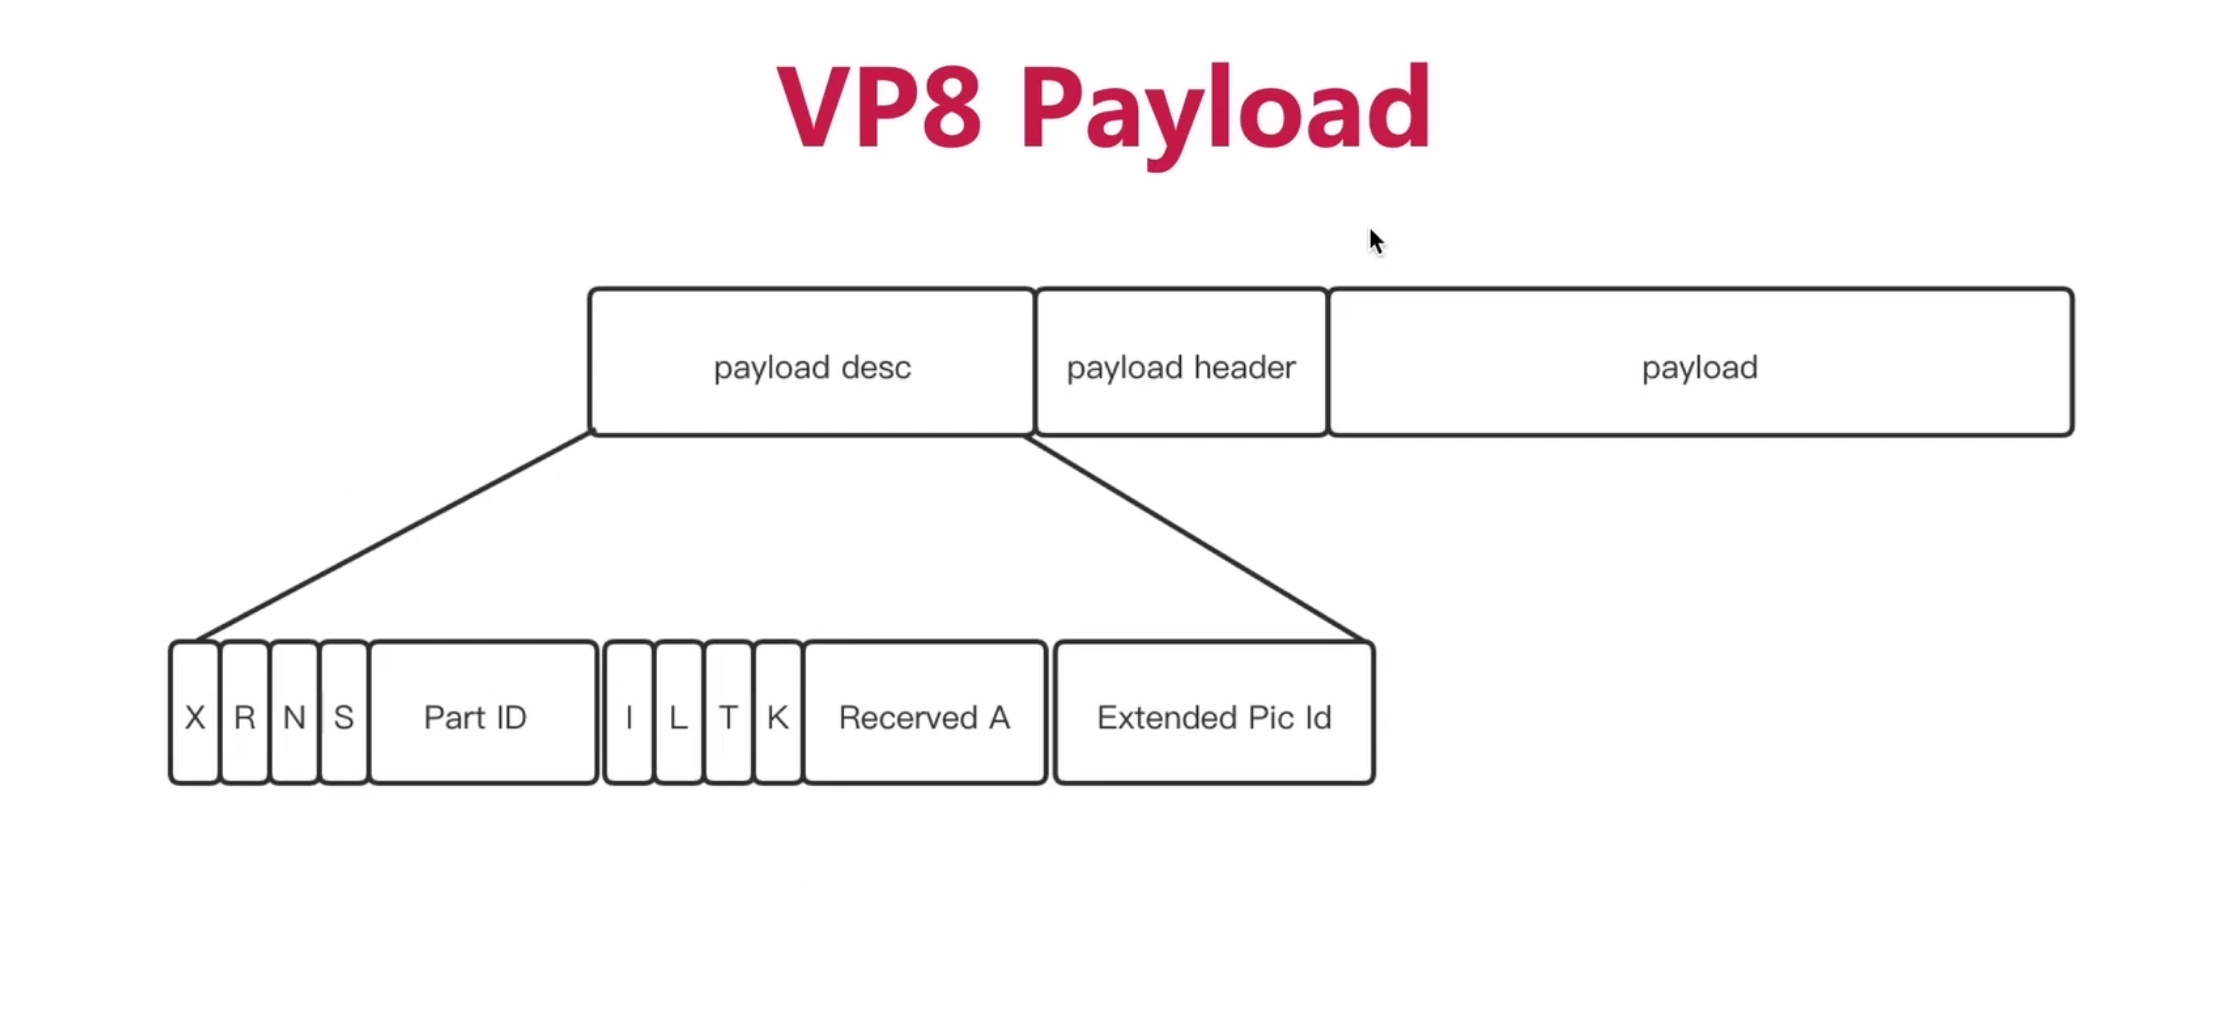 VP8 Payload
payload desc payload header payload
X R N S Part ID I L T K Recerved A Extended Pic Id